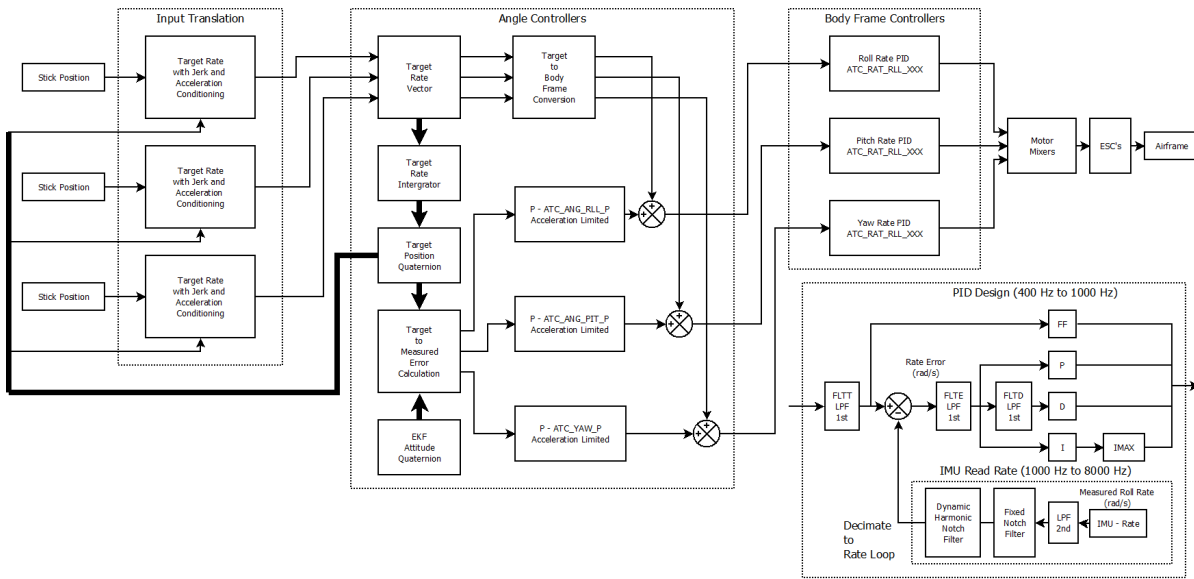 Input Translation
Stick Position
Target Rate
with Jerk and
Acceleration
Conditioning
Stick Position
Target Rate
with Jerk and
Acceleration
Conditioning
Stick Position
Target Rate
with Jerk and
Acceleration
Conditioning
Angle Controllers
Target
Rate
Vector
Target
to
Body
Frame
Conversion
Target
Rate
Intergrator
Target
Position
Quaternion
Target
to
Measured
Error
Calculation
EKF
Attitude
Quaternion
P - ATC_ANG_RLL_P
Acceleration Limited
+
+
P - ATC_ANG_PIT_P
Acceleration Limited
+
+
P - ATC_YAW_P
Acceleration Limited
+
+
Body Frame Controllers
Roll Rate PID
ATC_RAT_RLL_XXX
Pitch Rate PID
ATC_RAT_RLL_XXX
Yaw Rate PID
ATC_RAT_RLL_XXX
Motor
Mixers
ESC's
Airframe
PID Design (400 Hz to 1000 Hz)
FLTT
LPF
1st
+
−
Rate Error
(rad/s)
FLTE
LPF
1st
FLTD
LPF
1st
FF
P
D
I
IMAX
IMU Read Rate (1000 Hz to 8000 Hz)
Dynamic
Harmonic
Notch
Filter
Fixed
Notch
Filter
LPF
2nd
Measured Roll Rate
(rad/s)
IMU - Rate
Decimate
to
Rate Loop